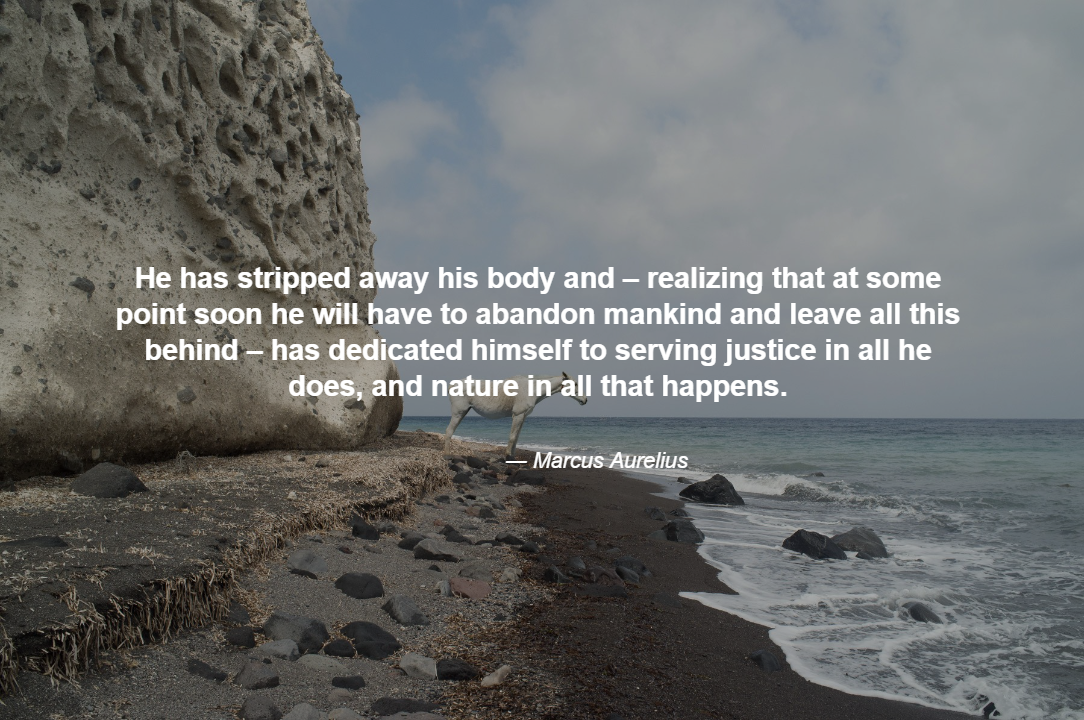 He has stripped away his body and – realizing that at some
point soon he will have to abandon mankind and leave all this
behind – has dedicated himself to serving justice in all he
does, and nature in all that happens.
— Marcus Aurelius